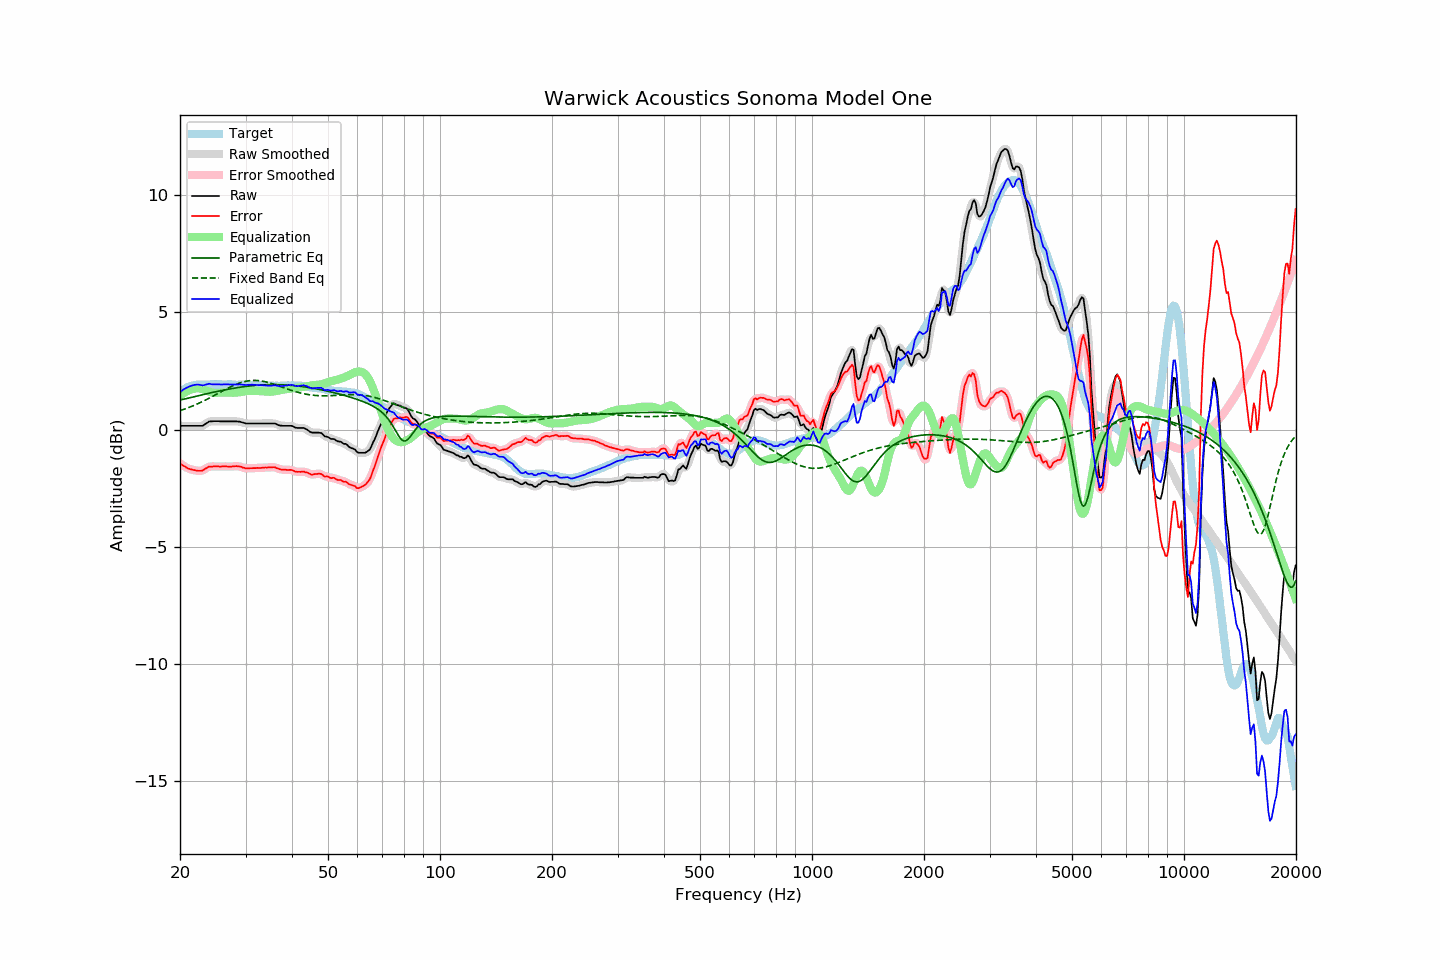 Warwick Acoustics Sonoma Model One
Target
Raw Smoothed
Error Smoothed
Raw
Error
Equalization
Parametric Eq
Fixed Band Eq
Equalized
Amplitude (dBr)
10
5
0
−5
−10
−15
20 50 100 200 500 1000 2000 5000 10000 20000
Frequency (Hz)